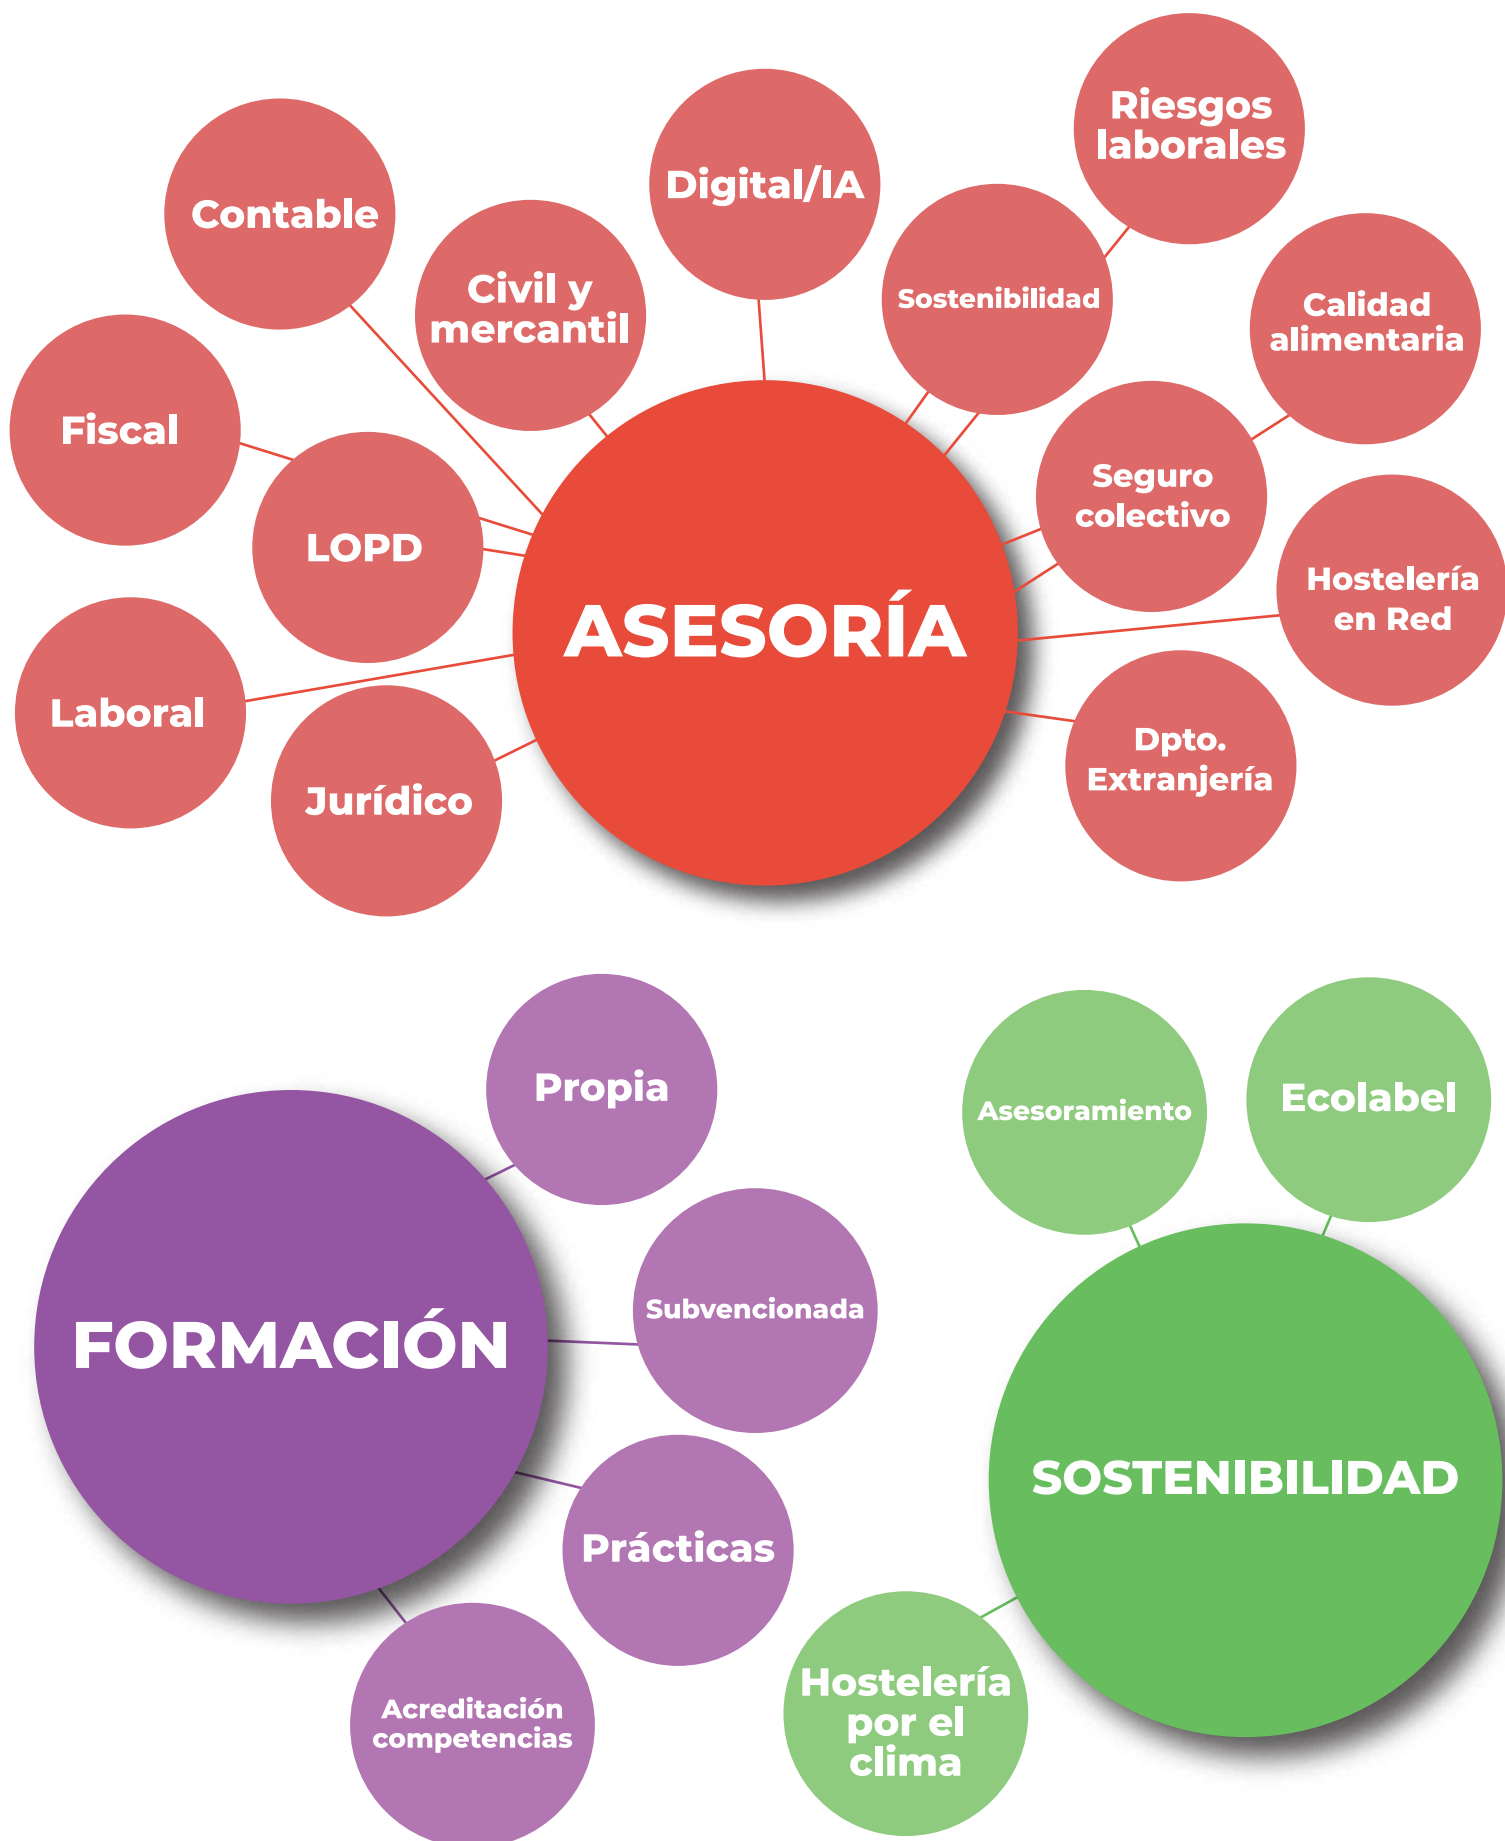 Riesgos
laborales
Digital/IA
Contable
Civil y
mercantil
Sostenibilidad
Calidad
alimentaria
Fiscal
Seguro
colectivo
LOPD
Hostelería
en Red
ASESORÍA
Laboral
Dpto.
Extranjería
Jurídico
Propia
Asesoramiento
Ecolabel
Subvencionada
FORMACIÓN
SOSTENIBILIDAD
Prácticas
Acreditación
competencias
Hostelería
por el
clima